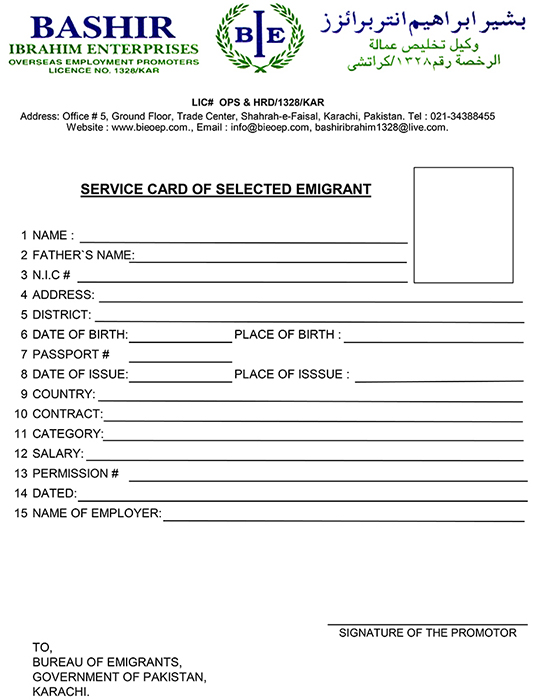 BASHIR
IBRAHIM ENTERPRISES
OVERSEAS EMPLOYMENT PROMOTERS
LICENCE NO. 1328/KAR
B I E
بشير ابراهيم انتربرائزز
وكيل تخليص عمالة
الرخصة رقم ١٣٢٨/كراتشي
LIC# OPS & HRD/1328/KAR
Address: Office # 5, Ground Floor, Trade Center, Shahrah-e-Faisal, Karachi, Pakistan. Tel : 021-34388455
Website : www.bieoep.com., Email : info@bieoep.com, bashiribrahim1328@live.com.
SERVICE CARD OF SELECTED EMIGRANT
1 NAME :
2 FATHER`S NAME:
3 N.I.C #
4 ADDRESS:
5 DISTRICT:
6 DATE OF BIRTH: PLACE OF BIRTH :
7 PASSPORT #
8 DATE OF ISSUE: PLACE OF ISSSUE :
9 COUNTRY:
10 CONTRACT:
11 CATEGORY:
12 SALARY:
13 PERMISSION #
14 DATED:
15 NAME OF EMPLOYER:
SIGNATURE OF THE PROMOTOR
TO,
BUREAU OF EMIGRANTS,
GOVERNMENT OF PAKISTAN,
KARACHI.